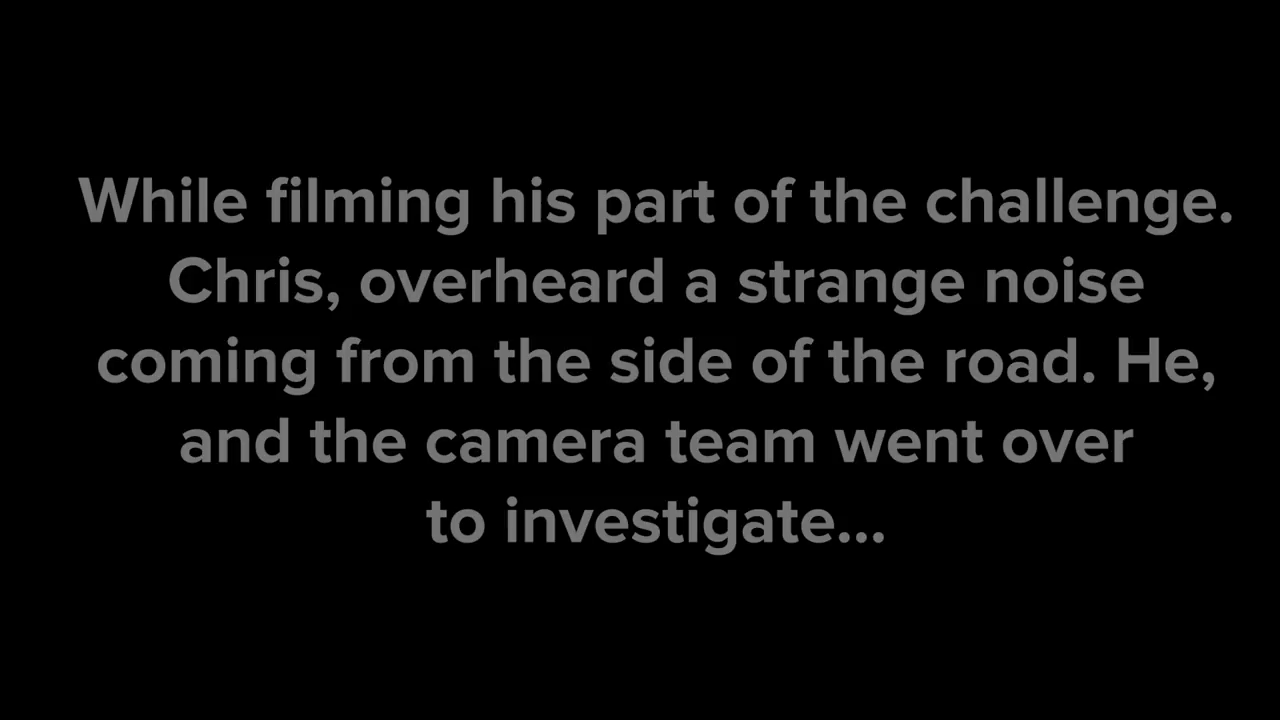 While filming his part of the challenge.
Chris, overheard a strange noise
coming from the side of the road. He,
and the camera team went over
to investigate...